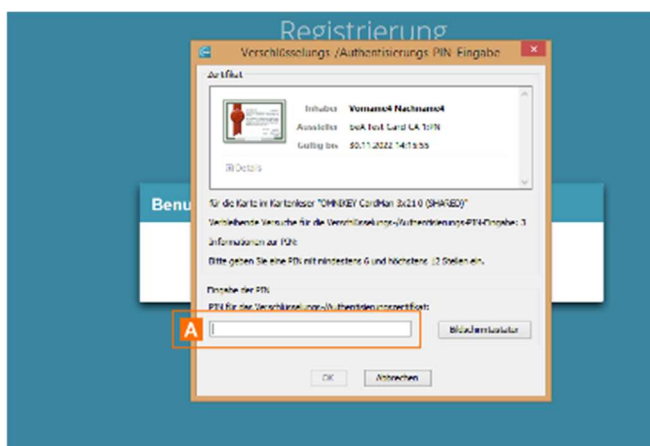 Registrierung
Verschlüsselungs-/Authentisierungs-PIN-Eingabe
Zertifikat
Inhaber Vorname4 Nachname4
Aussteller beA Test Card CA 1:PN
Gültig bis 30.11.2022 14:15:55
Details
Benu
für die Karte im Kartenleser "OMNIKEY CardMan 3x21 0 (SHARED)"
Verbleibende Versuche für die Verschlüsselungs-/Authentisierungs-PIN-Eingabe: 3
Informationen zur PIN:
Bitte geben Sie eine PIN mit mindestens 6 und höchstens 12 Stellen ein.
Eingabe der PIN
PIN für das Verschlüsselungs-/Authentisierungszertifikat:
A
Bildschirmtastatur
OK Abbrechen